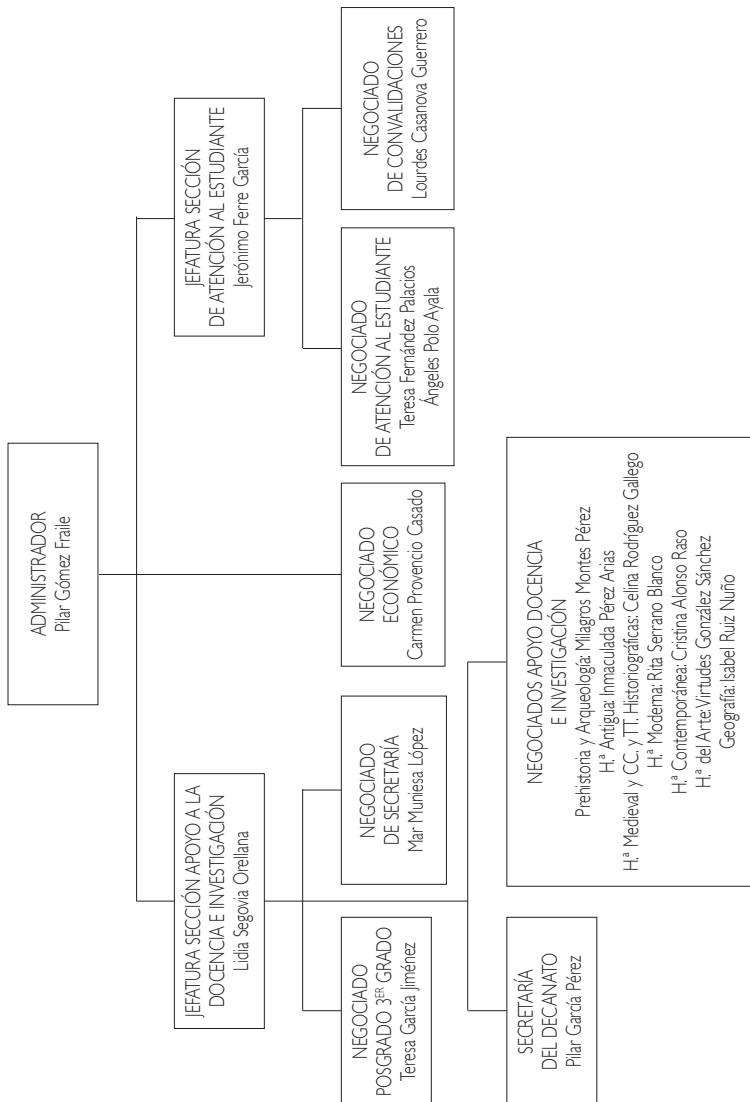 ADMINISTRADOR
Pilar Gómez Fraile
JEFATURA SECCIÓN APOYO A LA
DOCENCIA E INVESTIGACIÓN
Lidia Segovia Orellana
JEFATURA SECCIÓN
DE ATENCIÓN AL ESTUDIANTE
Jerónimo Ferre García
NEGOCIADO
POSGRADO 3ER GRADO
Teresa García Jiménez
NEGOCIADO
DE SECRETARÍA
Mar Muniesa López
NEGOCIADO
ECONÓMICO
Carmen Provencio Casado
NEGOCIADO
DE ATENCIÓN AL ESTUDIANTE
Teresa Fernández Palacios
Ángeles Polo Ayala
NEGOCIADO
DE CONVALIDACIONES
Lourdes Casanova Guerrero
SECRETARÍA
DEL DECANATO
Pilar García Pérez
NEGOCIADOS APOYO DOCENCIA
E INVESTIGACIÓN
Prehistoria y Arqueología: Milagros Montes Pérez
H.ª Antigua: Inmaculada Pérez Arias
H.ª Medieval y CC. y TT. Historiográficas: Celina Rodríguez Gallego
H.ª Moderna: Rita Serrano Blanco
H.ª Contemporánea: Cristina Alonso Raso
H.ª del Arte: Virtudes González Sánchez
Geografía: Isabel Ruiz Nuño